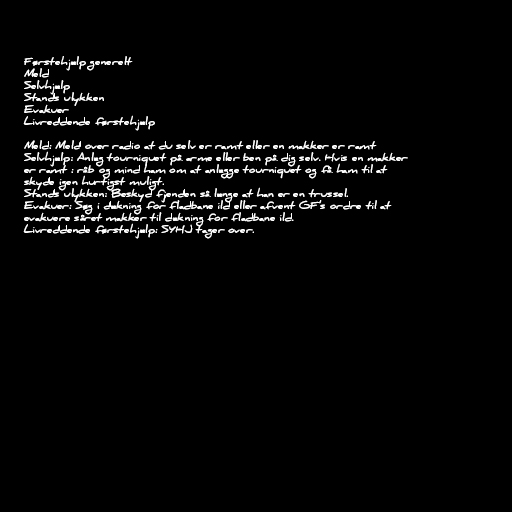 Førstehjælp generelt
Meld
Selvhjælp
Stands ulykken
Evakuer
Livreddende førstehjælp

Meld: Meld over radio at du selv er ramt eller en makker er ramt
Selvhjælp: Anlæg tourniquet på arme eller ben på dig selv. Hvis en makker
er ramt : råb og mind ham om at anlægge tourniquet og få ham til at
skyde igen hurtigst muligt.
Stands ulykken: Beskyd fjenden så længe at han er en trussel.
Evakuer: Søg i dækning for fladbane ild eller afvent GF's ordre til at
evakuere såret makker til dækning for fladbane ild.
Livreddende førstehjælp: SYHJ tager over.